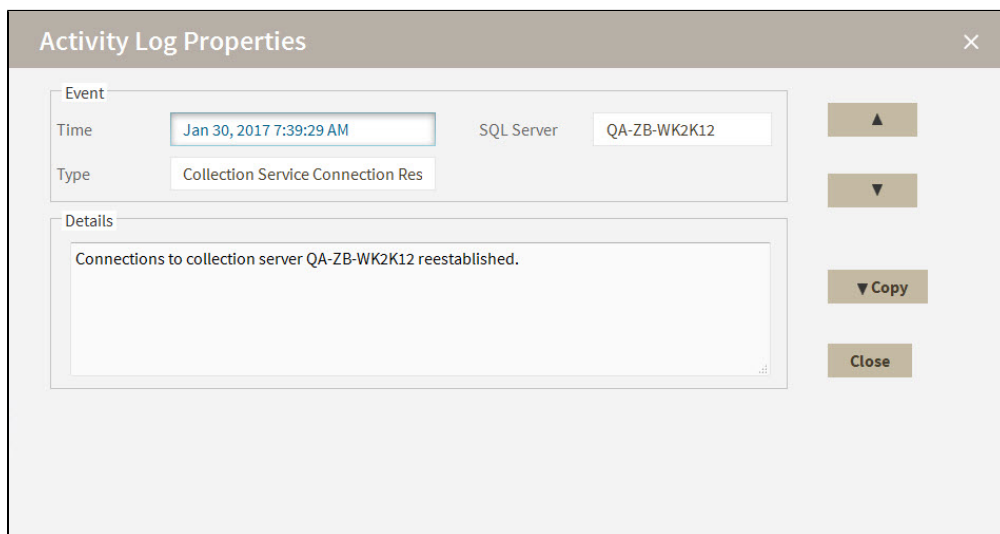 Activity Log Properties
Event
Time Jan 30, 2017 7:39:29 AM SQL Server QA-ZB-WK2K12
Type Collection Service Connection Res
Details
Connections to collection server QA-ZB-WK2K12 reestablished.
Copy
Close